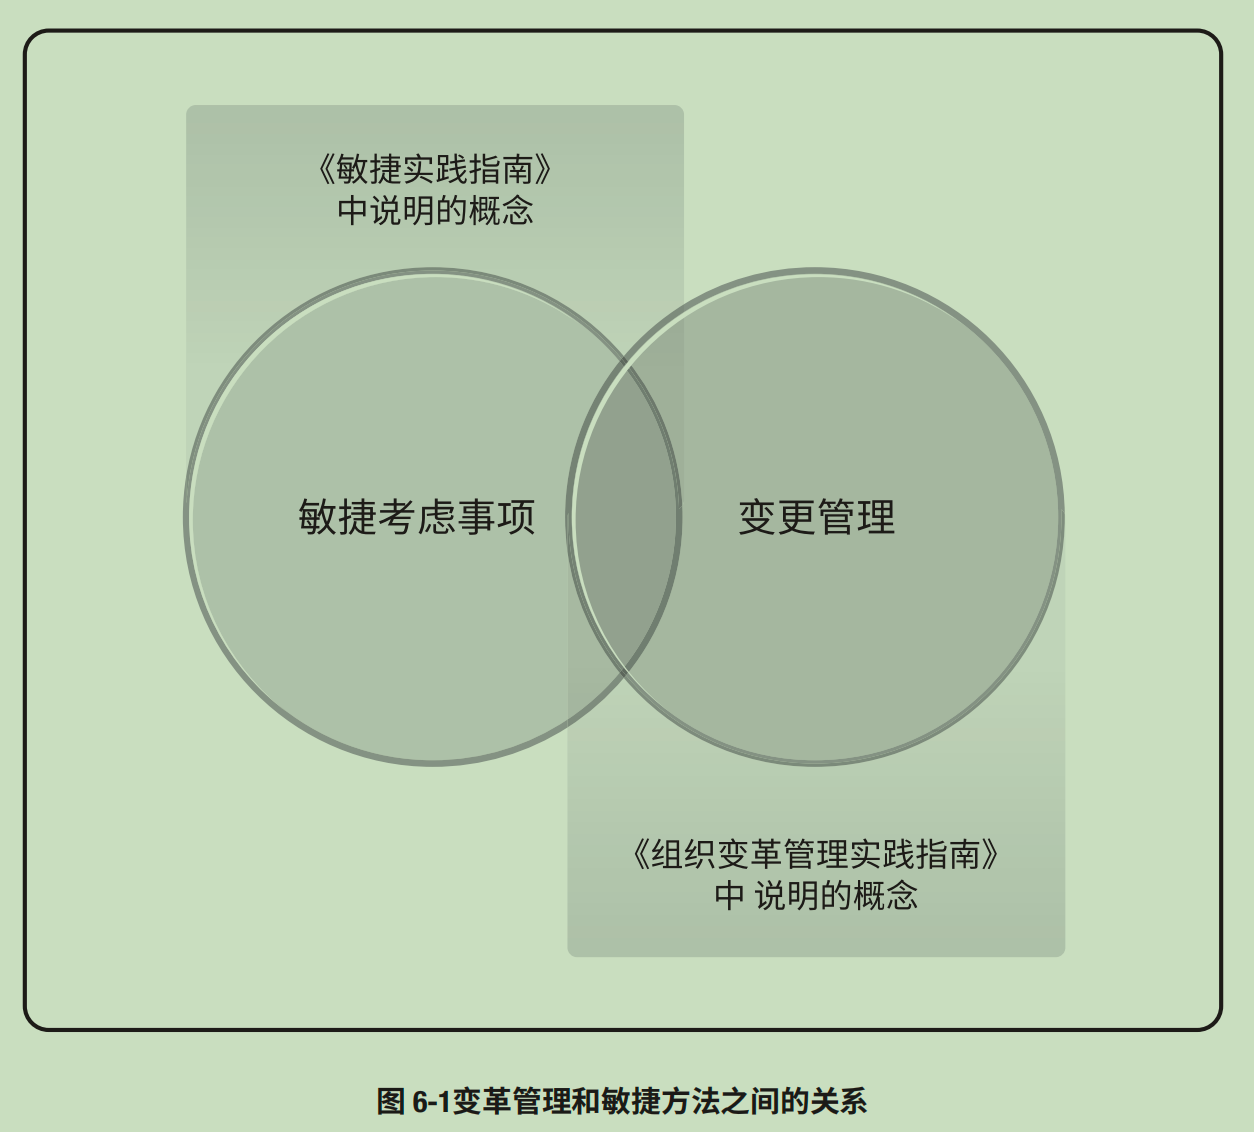 《敏捷实践指南》
中说明的概念
敏捷考虑事项
变更管理
《组织变革管理实践指南》
中 说明的概念
图 6-1变革管理和敏捷方法之间的关系